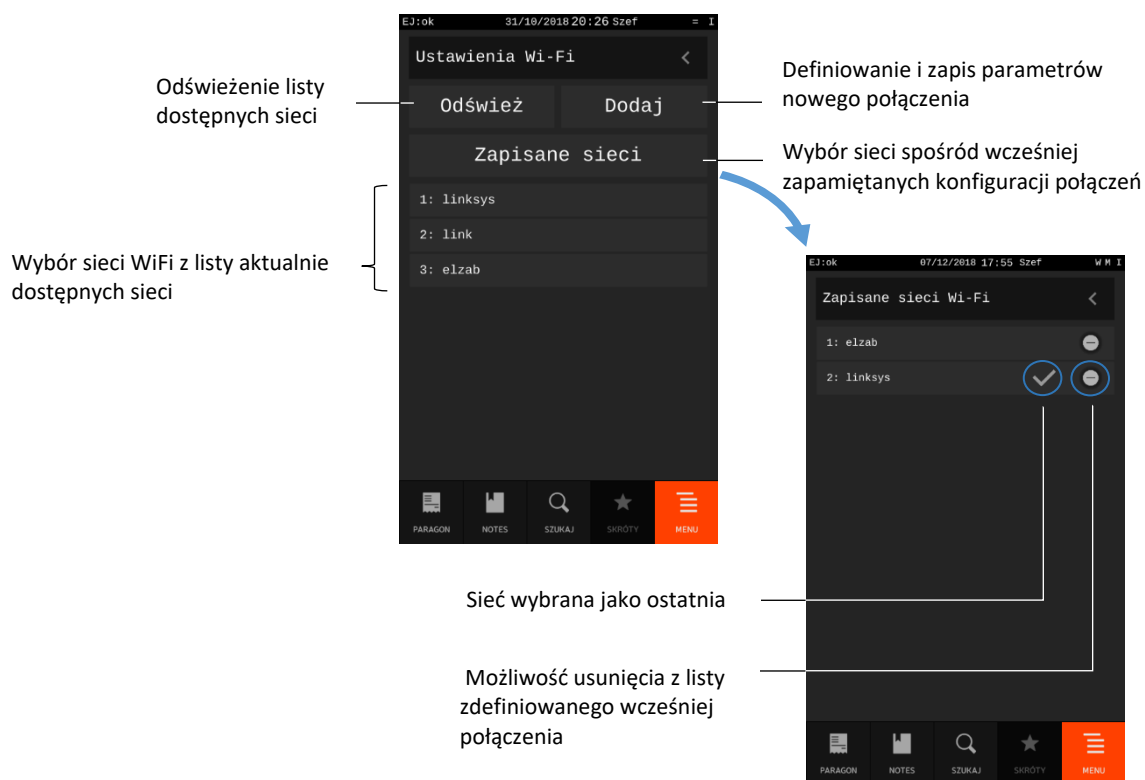 EJ:ok 31/10/2018 20:26 Szef = I
Ustawienia Wi-Fi <
Odśwież Dodaj
Zapisane sieci
1: linksys
2: link
3: elzab
PARAGON NOTES SZUKAJ SKRÓTY MENU
Odświeżenie listy
dostępnych sieci
Wybór sieci WiFi z listy aktualnie
dostępnych sieci
Definiowanie i zapis parametrów
nowego połączenia
Wybór sieci spośród wcześniej
zapamiętanych konfiguracji połączeń
EJ:ok 07/12/2018 17:55 Szef W M I
Zapisane sieci Wi-Fi <
1: elzab
2: linksys
PARAGON NOTES SZUKAJ SKRÓTY MENU
Sieć wybrana jako ostatnia
Możliwość usunięcia z listy
zdefiniowanego wcześniej
połączenia